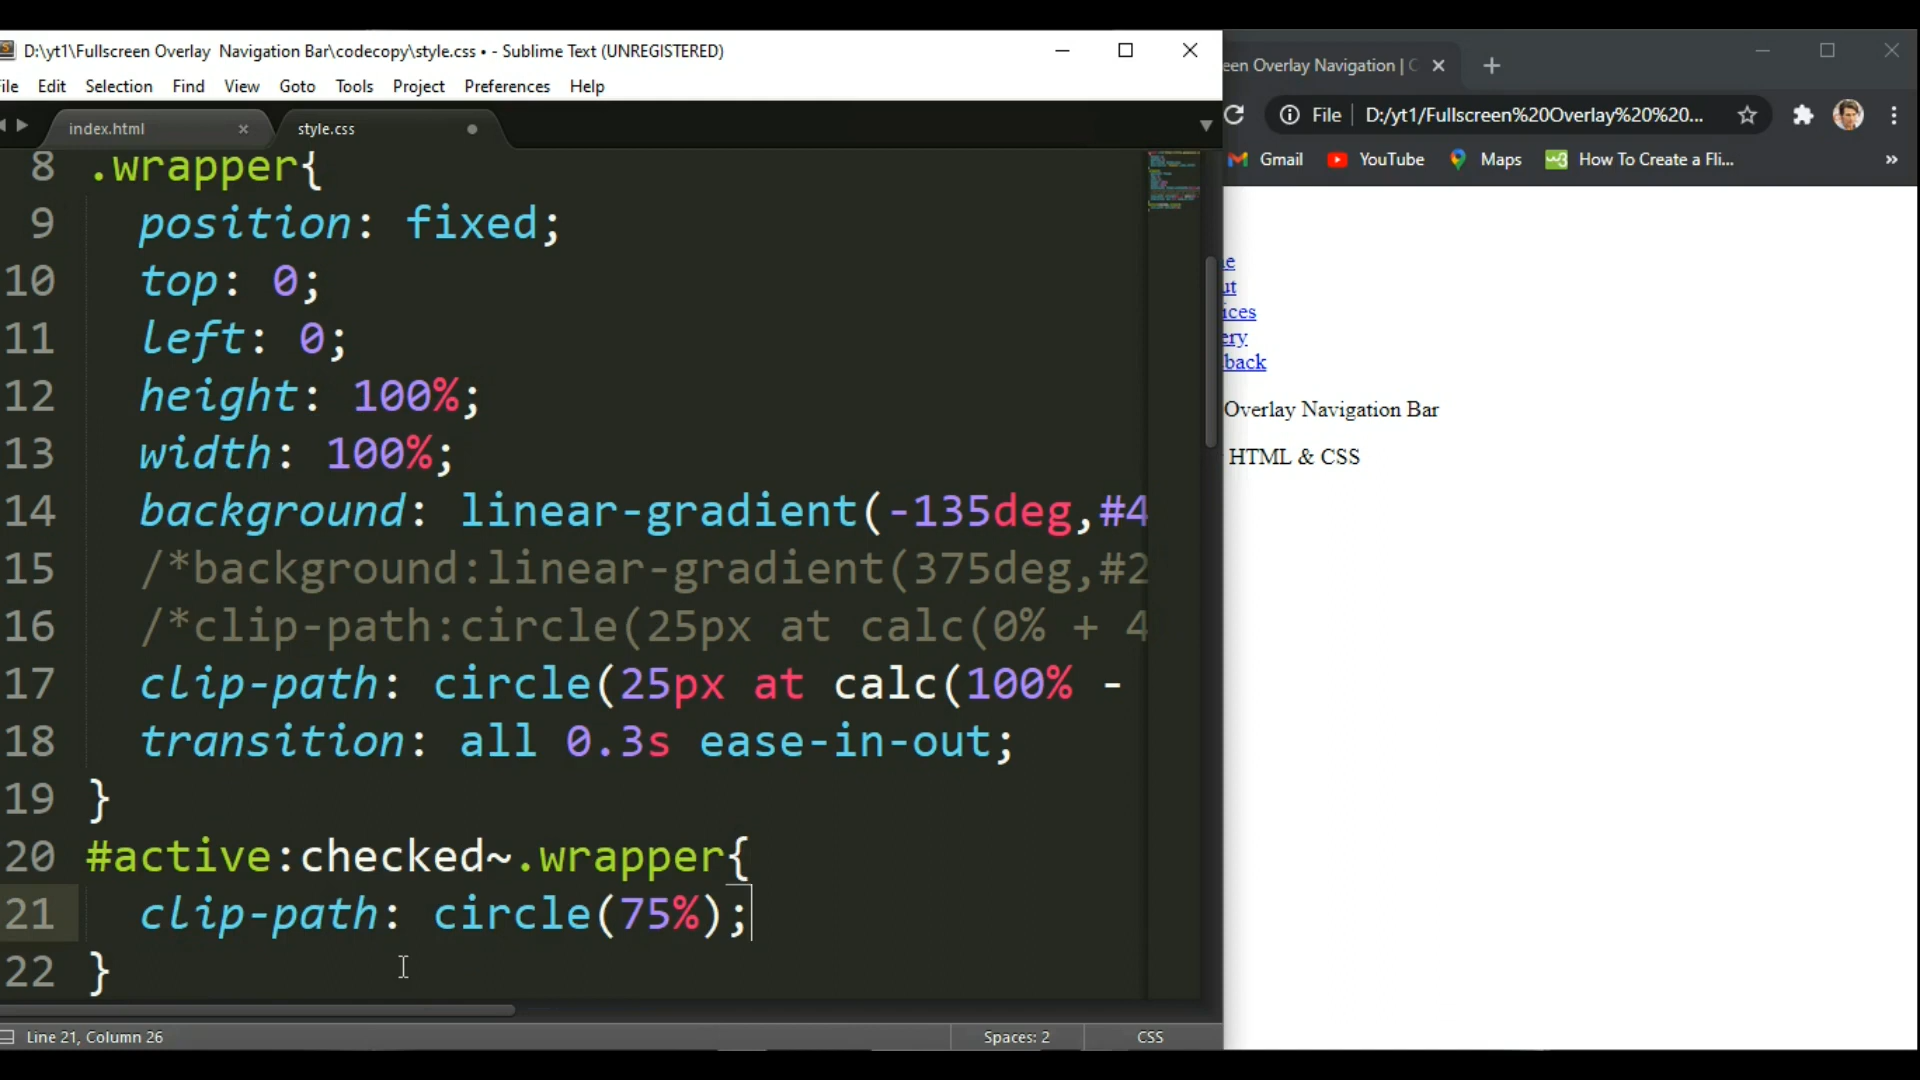 D:\yt1\Fullscreen Overlay  Navigation Bar\codecopy\style.css • - Sublime Text (UNREGISTERED)
File Edit Selection Find View Goto Tools Project Preferences Help
index.html style.css
8 .wrapper{
9 position: fixed;
10 top: 0;
11 left: 0;
12 height: 100%;
13 width: 100%;
14 background: linear-gradient(-135deg,#4
15 /*background:linear-gradient(375deg,#2
16 /*clip-path:circle(25px at calc(0% + 4
17 clip-path: circle(25px at calc(100% -
18 transition: all 0.3s ease-in-out;
19 }
20 #active:checked~.wrapper{
21 clip-path: circle(75%);
22 }
Line 21, Column 26 Spaces: 2 CSS
een Overlay Navigation | C
File D:/yt1/Fullscreen%20Overlay%20%20...
Gmail YouTube Maps How To Create a Fli... »
e
ut
ices
ery
back
Overlay Navigation Bar
HTML & CSS